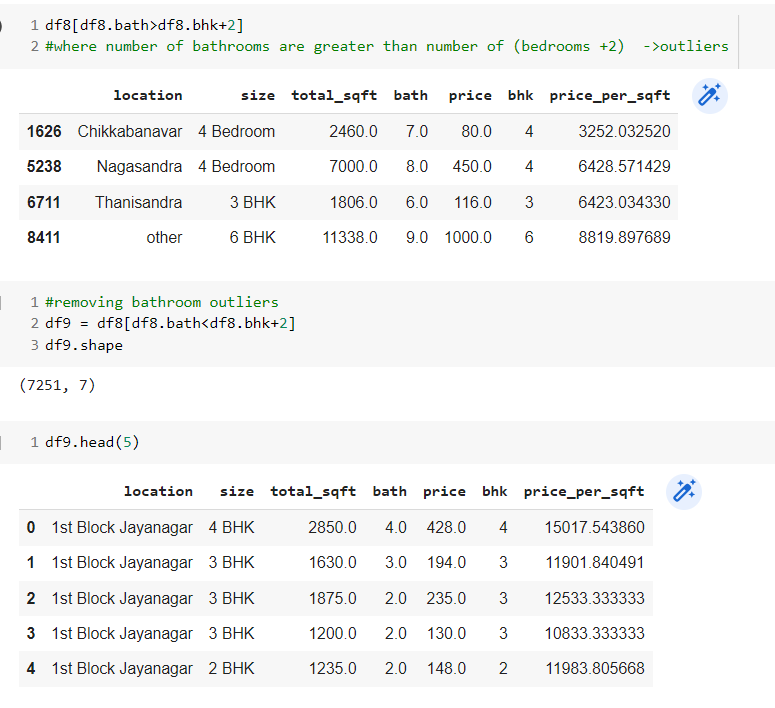 1 df8[df8.bath>df8.bhk+2]
2 #where number of bathrooms are greater than number of (bedrooms +2)  ->outliers
location size total_sqft bath price bhk price_per_sqft
1626 Chikkabanavar 4 Bedroom 2460.0 7.0 80.0 4 3252.032520
5238 Nagasandra 4 Bedroom 7000.0 8.0 450.0 4 6428.571429
6711 Thanisandra 3 BHK 1806.0 6.0 116.0 3 6423.034330
8411 other 6 BHK 11338.0 9.0 1000.0 6 8819.897689
1 #removing bathroom outliers
2 df9 = df8[df8.bath<df8.bhk+2]
3 df9.shape
(7251, 7)
1 df9.head(5)
location size total_sqft bath price bhk price_per_sqft
0 1st Block Jayanagar 4 BHK 2850.0 4.0 428.0 4 15017.543860
1 1st Block Jayanagar 3 BHK 1630.0 3.0 194.0 3 11901.840491
2 1st Block Jayanagar 3 BHK 1875.0 2.0 235.0 3 12533.333333
3 1st Block Jayanagar 3 BHK 1200.0 2.0 130.0 3 10833.333333
4 1st Block Jayanagar 2 BHK 1235.0 2.0 148.0 2 11983.805668